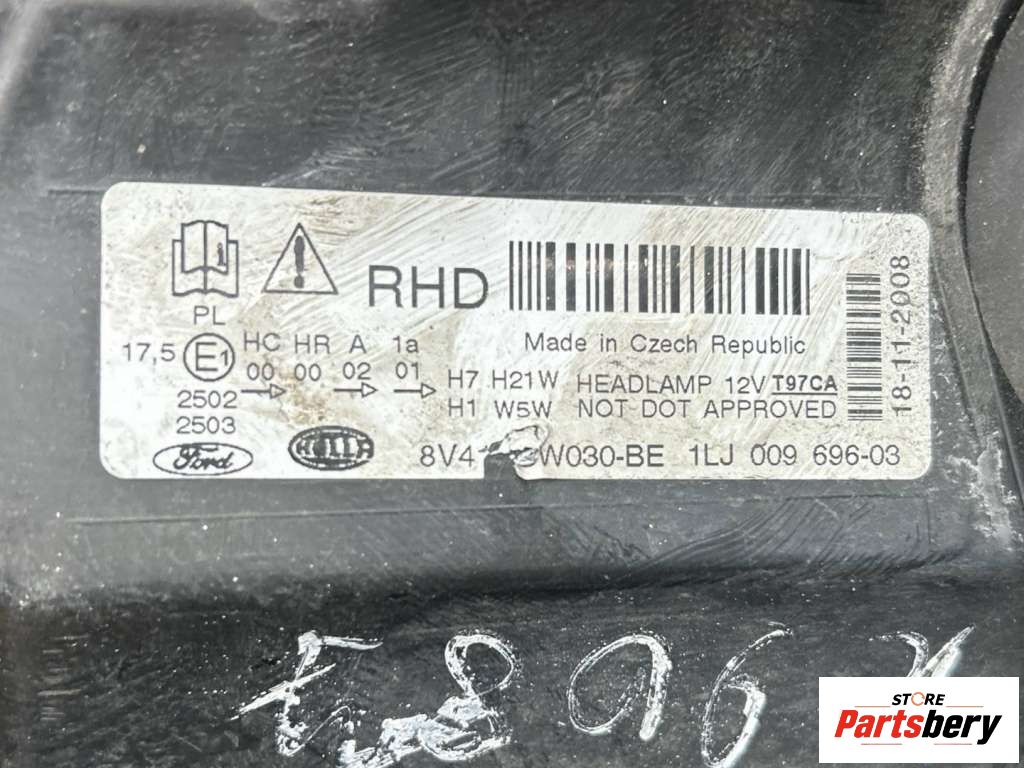 RHD
Made in Czech Republic
PL
17,5 E1 HC HR A 1a
00 00 02 01
2502
2503
H7 H21W HEADLAMP 12V T97CA
H1 W5W NOT DOT APPROVED
Ford HELLA 8V4 W030-BE 1LJ 009 696-03
18-11-2008
STORE
Partsbery